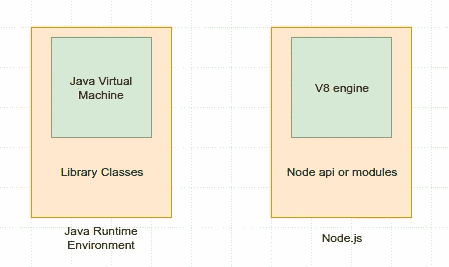 Java Virtual
Machine
Library Classes
Java Runtime
Environment
V8 engine
Node api or modules
Node.js